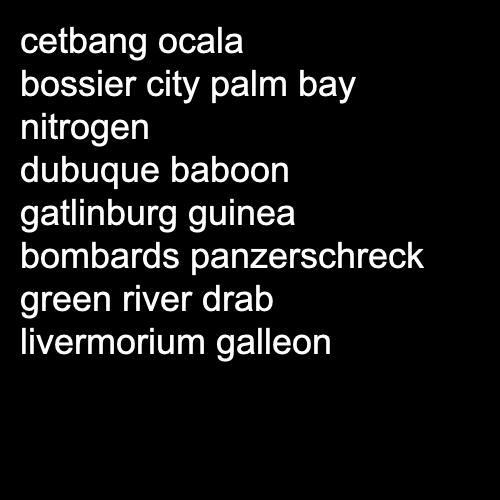 cetbang ocala
bossier city palm bay
nitrogen
dubuque baboon
gatlinburg guinea
bombards panzerschreck
green river drab
livermorium galleon